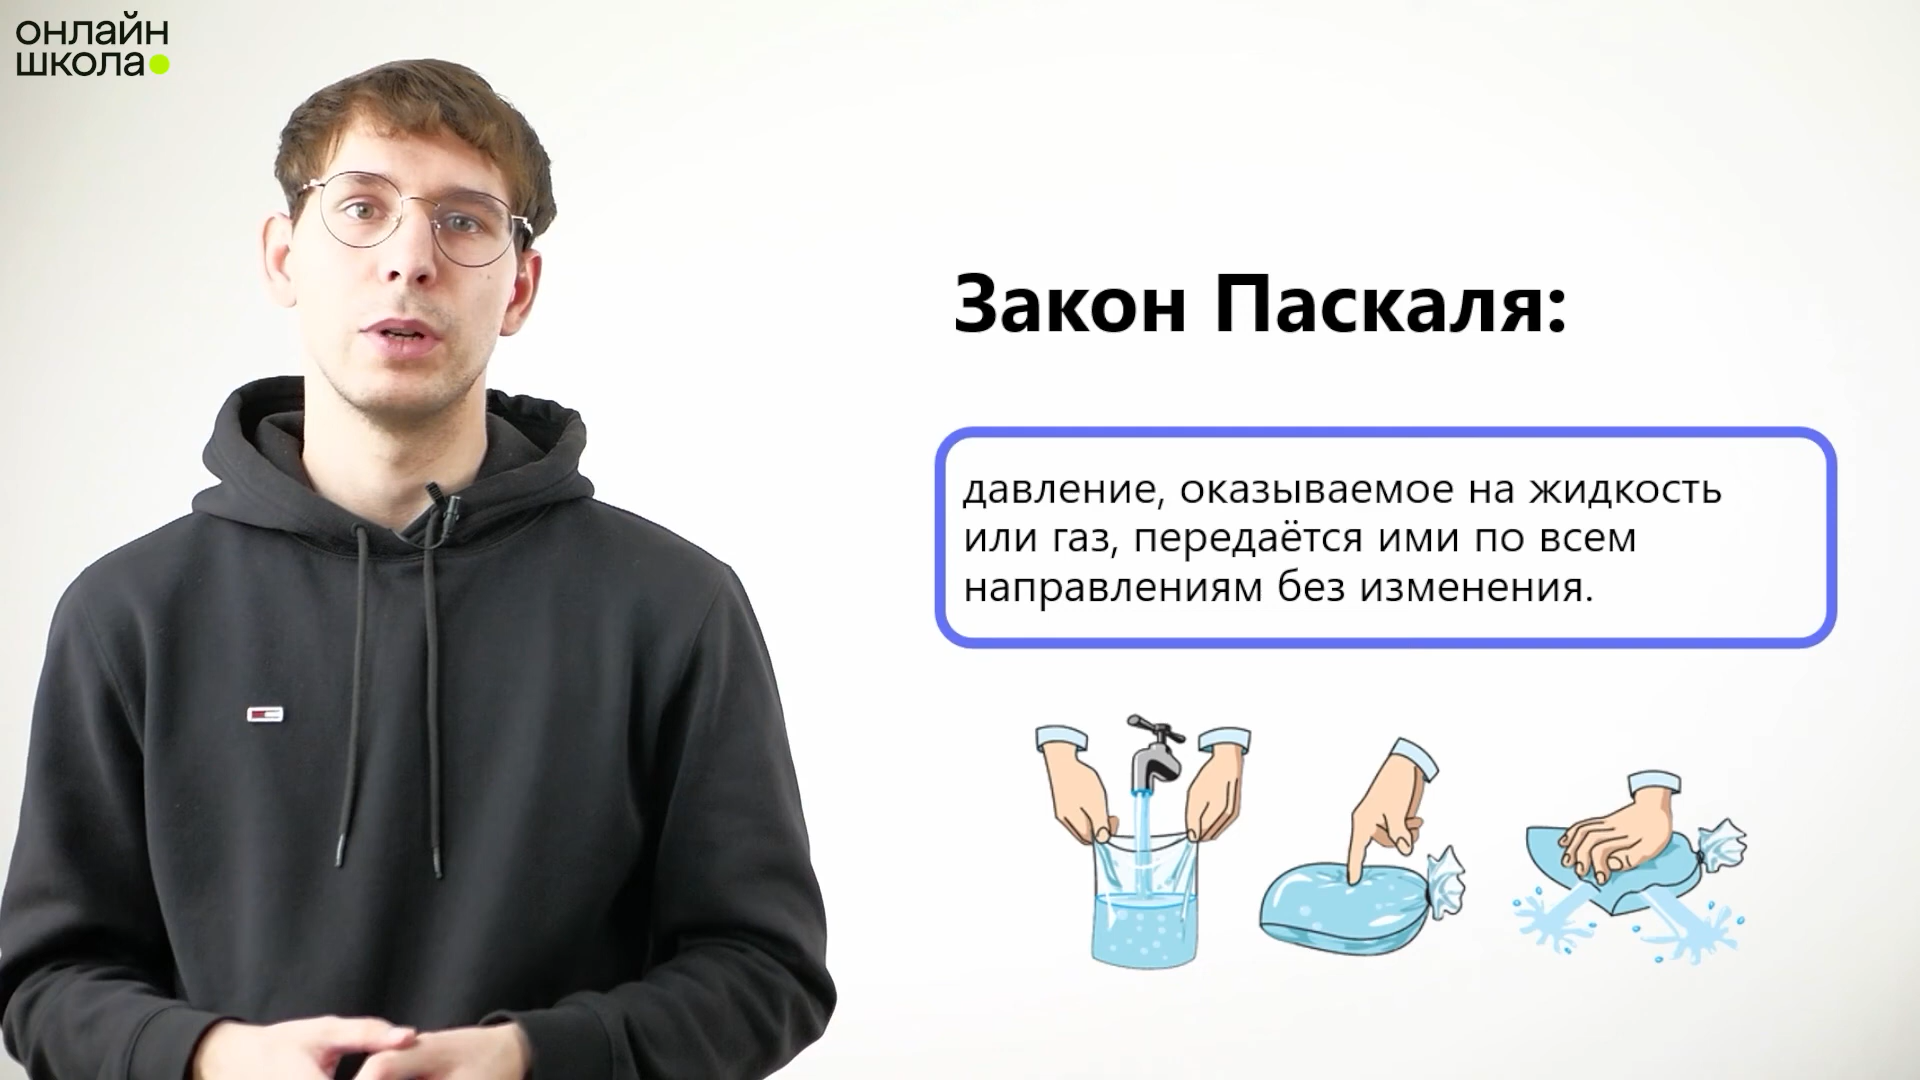 онлайн
школа
Закон Паскаля:
давление, оказываемое на жидкость
или газ, передаётся ими по всем
направлениям без изменения.